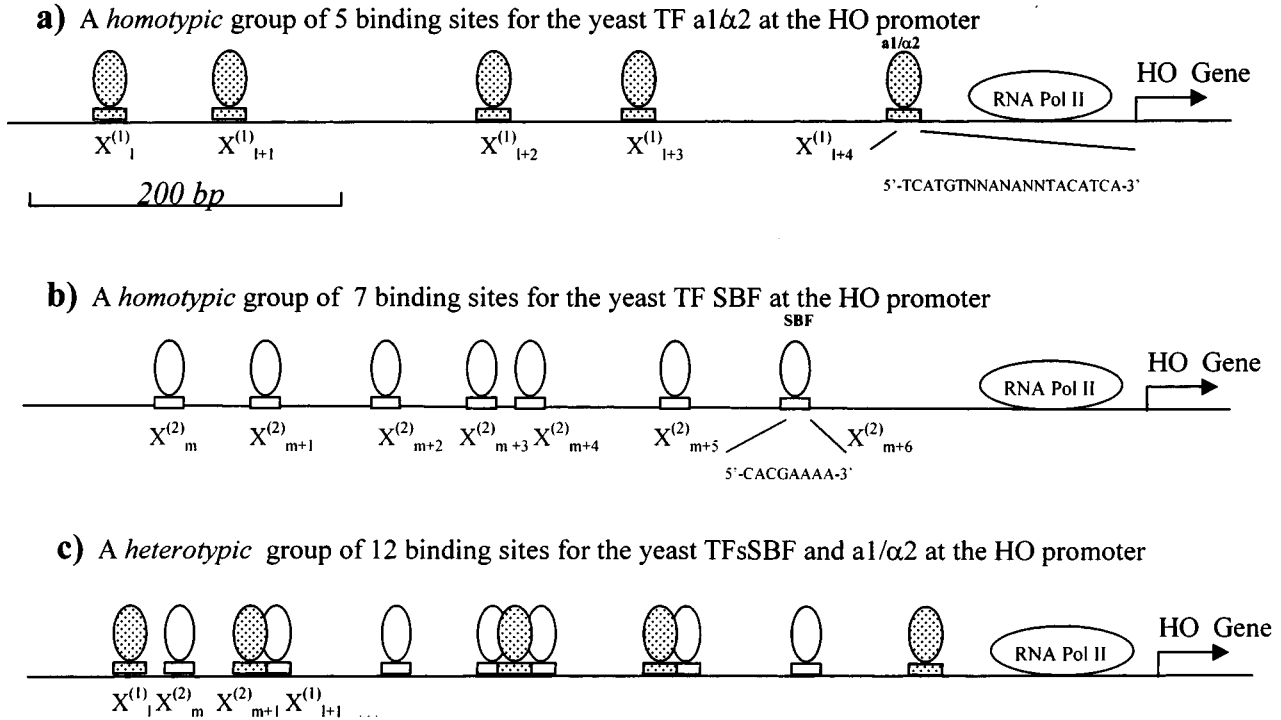 a) A homotypic group of 5 binding sites for the yeast TF a1/α2 at the HO promoter
a1/α2
HO Gene
RNA Pol II
X(1)l X(1)l+1 X(1)l+2 X(1)l+3 X(1)l+4
200 bp
5'-TCATGTNNANANNTACATCA-3'
b) A homotypic group of 7 binding sites for the yeast TF SBF at the HO promoter
SBF
HO Gene
RNA Pol II
X(2)m X(2)m+1 X(2)m+2 X(2)m+3 X(2)m+4 X(2)m+5 X(2)m+6
5'-CACGAAAA-3'
c) A heterotypic group of 12 binding sites for the yeast TFsSBF and a1/α2 at the HO promoter
HO Gene
RNA Pol II
X(1)l X(2)m X(2)m+1 X(1)l+1 ...